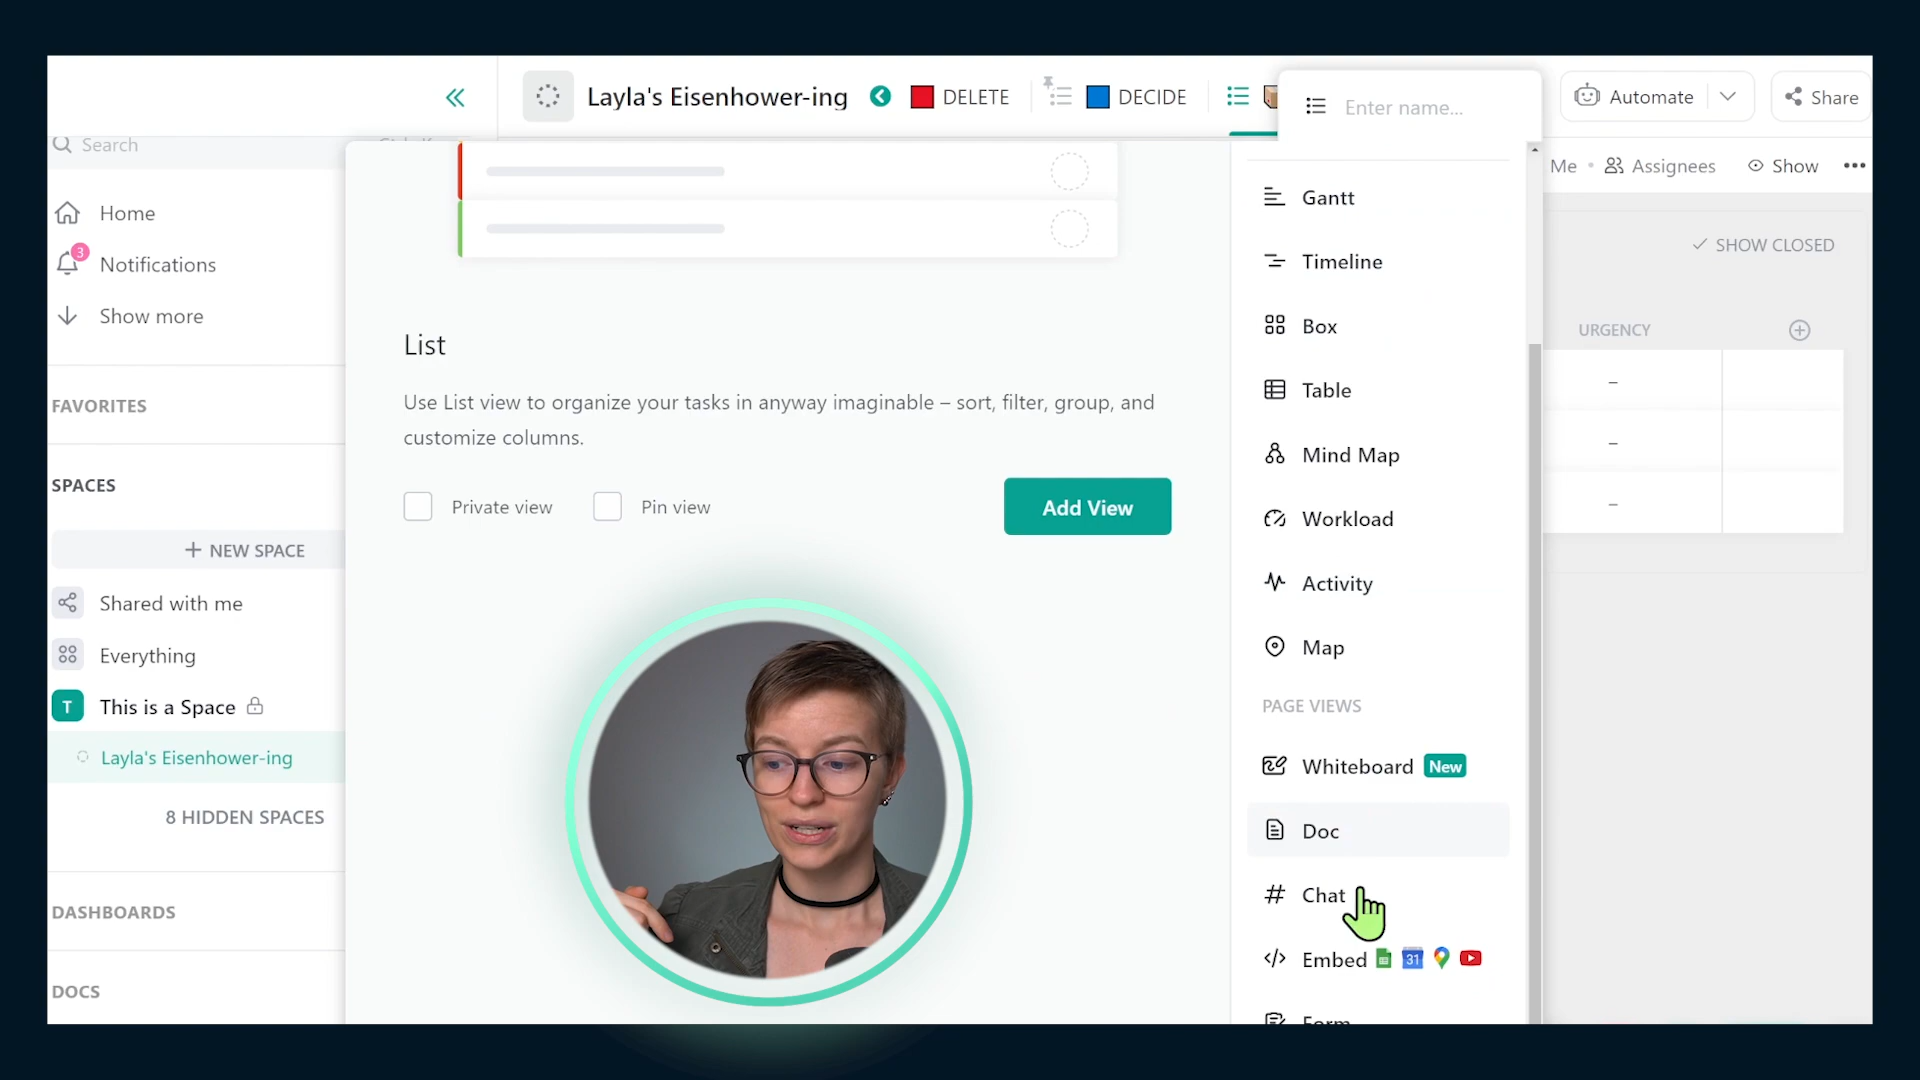 Layla's Eisenhower-ing
DELETE
DECIDE
Enter name...
Automate
Share
Search
Me
Assignees
Show
Home
3
Notifications
Show more
FAVORITES
SPACES
+ NEW SPACE
Shared with me
Everything
T
This is a Space
Layla's Eisenhower-ing
8 HIDDEN SPACES
DASHBOARDS
DOCS
List
Use List view to organize your tasks in anyway imaginable – sort, filter, group, and
customize columns.
Private view
Pin view
Add View
Gantt
Timeline
Box
Table
Mind Map
Workload
Activity
Map
PAGE VIEWS
Whiteboard
New
Doc
Chat
Embed
31
Form
SHOW CLOSED
URGENCY
–
–
–